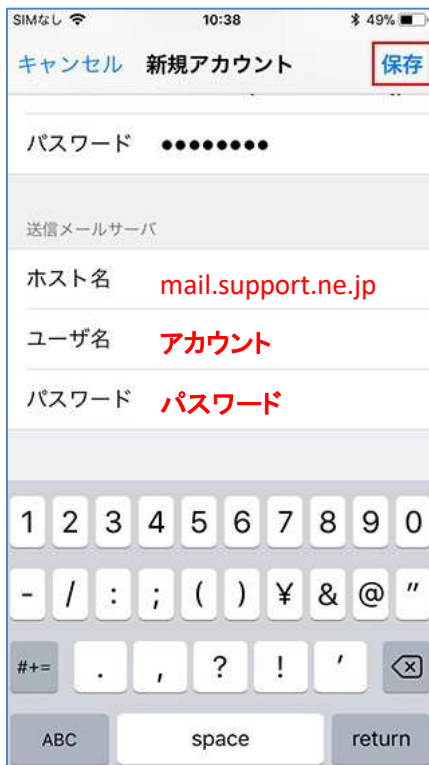 SIMなし 10:38 49%
キャンセル 新規アカウント 保存
パスワード ●●●●●●●●
送信メールサーバ
ホスト名 mail.support.ne.jp
ユーザ名 アカウント
パスワード パスワード
1 2 3 4 5 6 7 8 9 0
- / : ; ( ) ¥ & @ "
#+= . , ? ! '
ABC space return